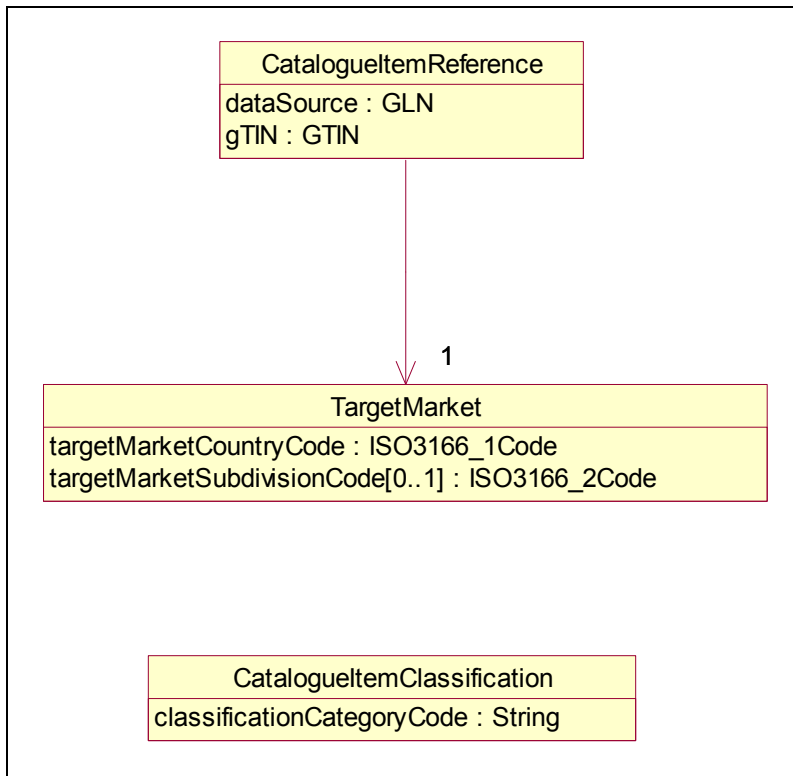 CatalogueItemReference
dataSource : GLN
gTIN : GTIN
1
TargetMarket
targetMarketCountryCode : ISO3166_1Code
targetMarketSubdivisionCode[0..1] : ISO3166_2Code
CatalogueItemClassification
classificationCategoryCode : String